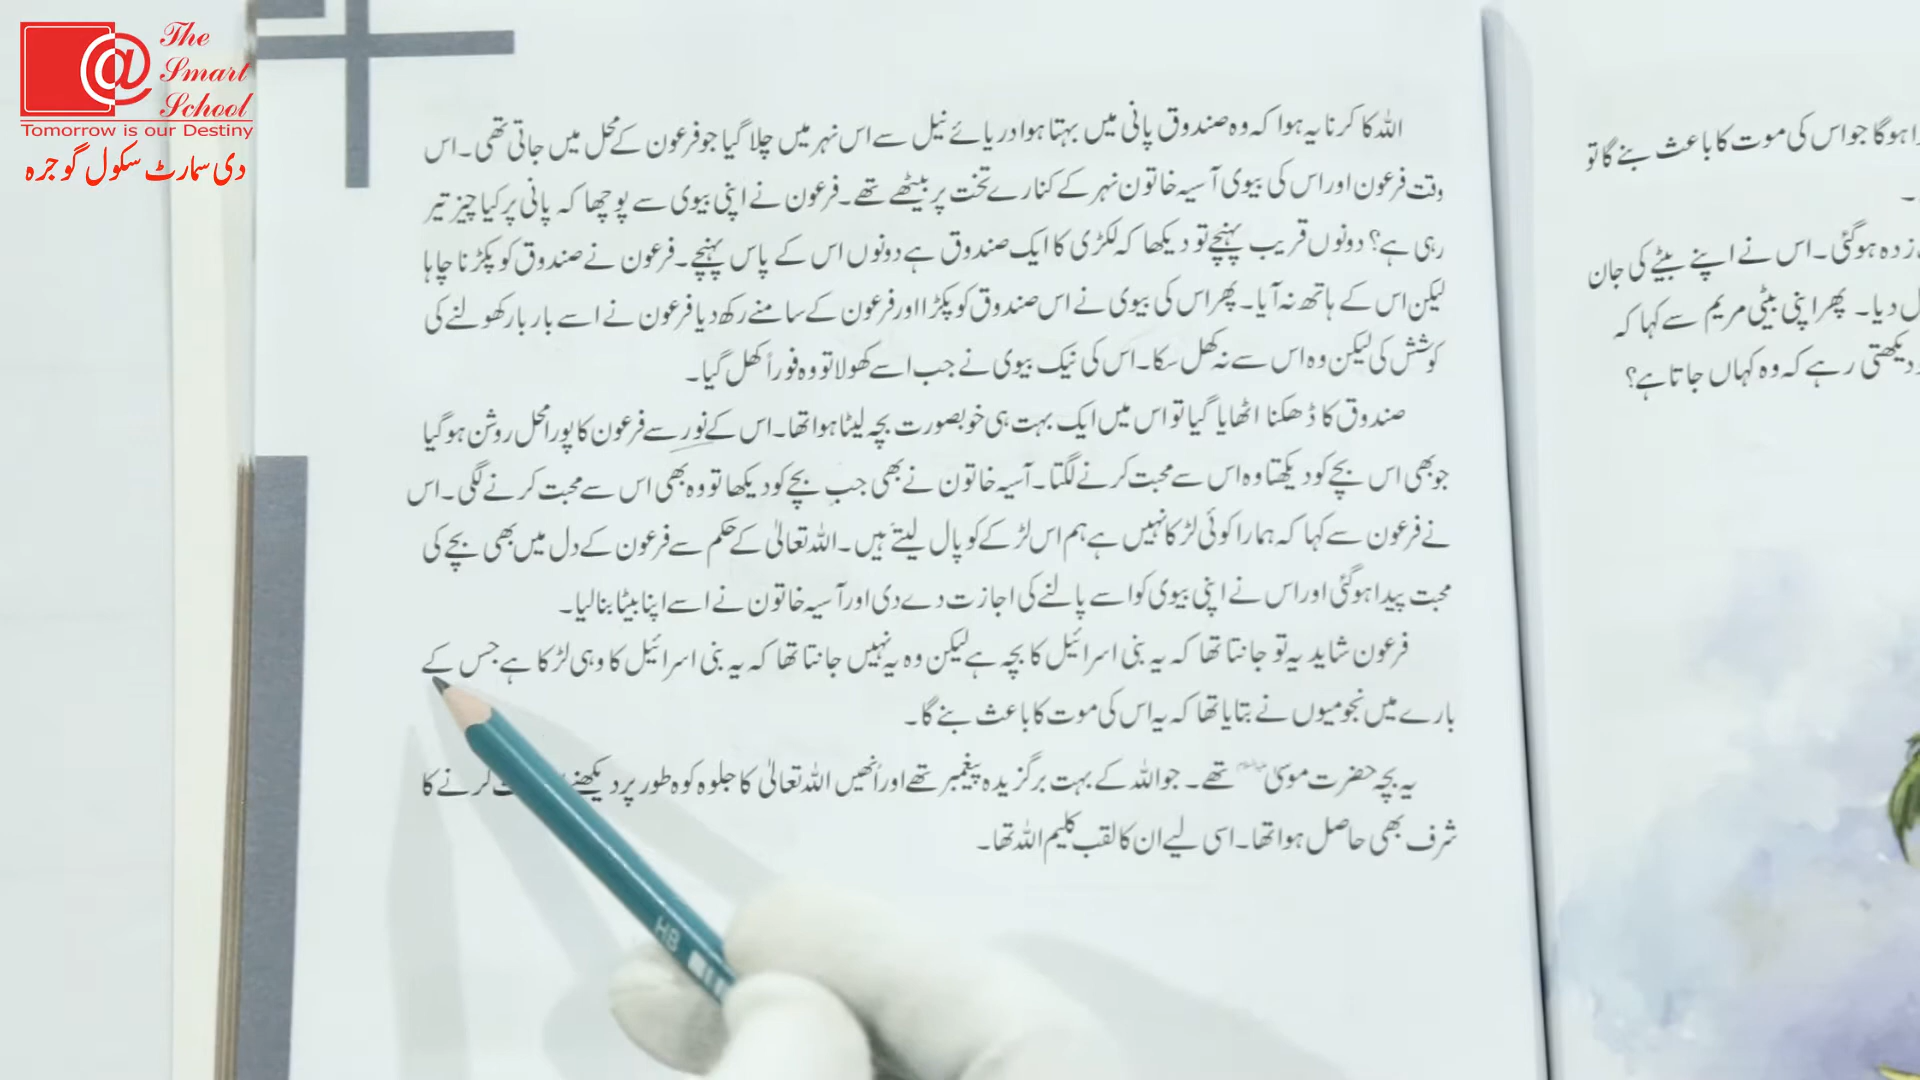 The
Smart
School
Tomorrow is our Destiny
دی سمارٹ سکول گوجرہ
اللہ کا کرنا یہ ہوا کہ وہ صندوق پانی میں بہتا ہوا دریائے نیل سے اس نہر میں چلا گیا جو فرعون کے محل میں جاتی تھی۔ اس
وقت فرعون اور اس کی بیوی آسیہ خاتون نہر کے کنارے تخت پر بیٹھے تھے۔ فرعون نے اپنی بیوی سے پوچھا کہ پانی پر کیا چیز تیر
رہی ہے؟ دونوں قریب پہنچے تو دیکھا کہ لکڑی کا ایک صندوق ہے دونوں اس کے پاس پہنچے۔ فرعون نے صندوق کو پکڑنا چاہا
لیکن اس کے ہاتھ نہ آیا۔ پھر اس کی بیوی نے اس صندوق کو پکڑا اور فرعون کے سامنے رکھ دیا فرعون نے اسے بار بار کھولنے کی
کوشش کی لیکن وہ اس سے نہ کھل سکا۔ اس کی نیک بیوی نے جب اسے کھولا تو وہ فوراً کھل گیا۔
صندوق کا ڈھکنا اٹھایا گیا تو اس میں ایک بہت ہی خوبصورت بچہ لیٹا ہوا تھا۔ اس کے نور سے فرعون کا پورا محل روشن ہو گیا
جو بھی اس بچے کو دیکھتا وہ اس سے محبت کرنے لگتا۔ آسیہ خاتون نے بھی جب بچے کو دیکھا تو وہ بھی اس سے محبت کرنے لگی۔ اس
نے فرعون سے کہا کہ ہمارا کوئی لڑکا نہیں ہے ہم اس لڑکے کو پال لیتے ہیں۔ اللہ تعالیٰ کے حکم سے فرعون کے دل میں بھی بچے کی
محبت پیدا ہو گئی اور اس نے اپنی بیوی کو اسے پالنے کی اجازت دے دی اور آسیہ خاتون نے اسے اپنا بیٹا بنا لیا۔
فرعون شاید یہ تو جانتا تھا کہ یہ بنی اسرائیل کا بچہ ہے لیکن وہ یہ نہیں جانتا تھا کہ یہ بنی اسرائیل کا وہی لڑکا ہے جس کے
بارے میں نجومیوں نے بتایا تھا کہ یہ اس کی موت کا باعث بنے گا۔
یہ بچہ حضرت موسیٰ تھے۔ جو اللہ کے بہت برگزیدہ پیغمبر تھے اور اُنھیں اللہ تعالیٰ کا جلوہ کوہ طور پر دیکھنے کرنے کا
شرف بھی حاصل ہوا تھا۔ اسی لیے ان کا لقب کلیم اللہ تھا۔
ہوگا جو اس کی موت کا باعث بنے گا تو
زدہ ہو گئی۔ اس نے اپنے بیٹے کی جان
دیا۔ پھر اپنی بیٹی مریم سے کہا کہ
دیکھتی رہے کہ وہ کہاں جاتا ہے؟
HB